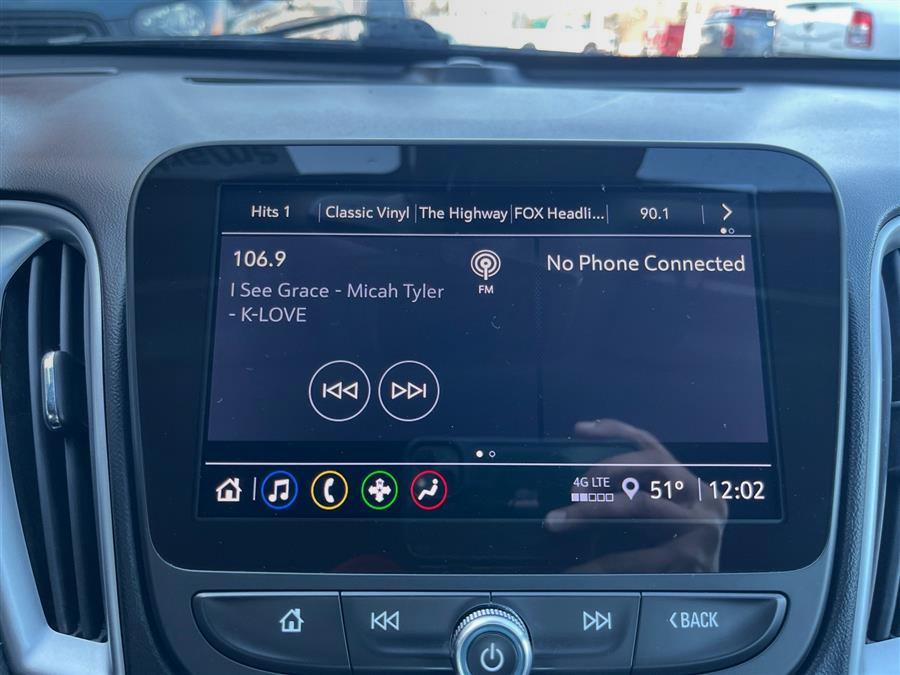 Hits 1 Classic Vinyl The Highway FOX Headli... 90.1
106.9
FM
I See Grace - Micah Tyler
- K-LOVE
No Phone Connected
4G LTE
51° 12:02
BACK